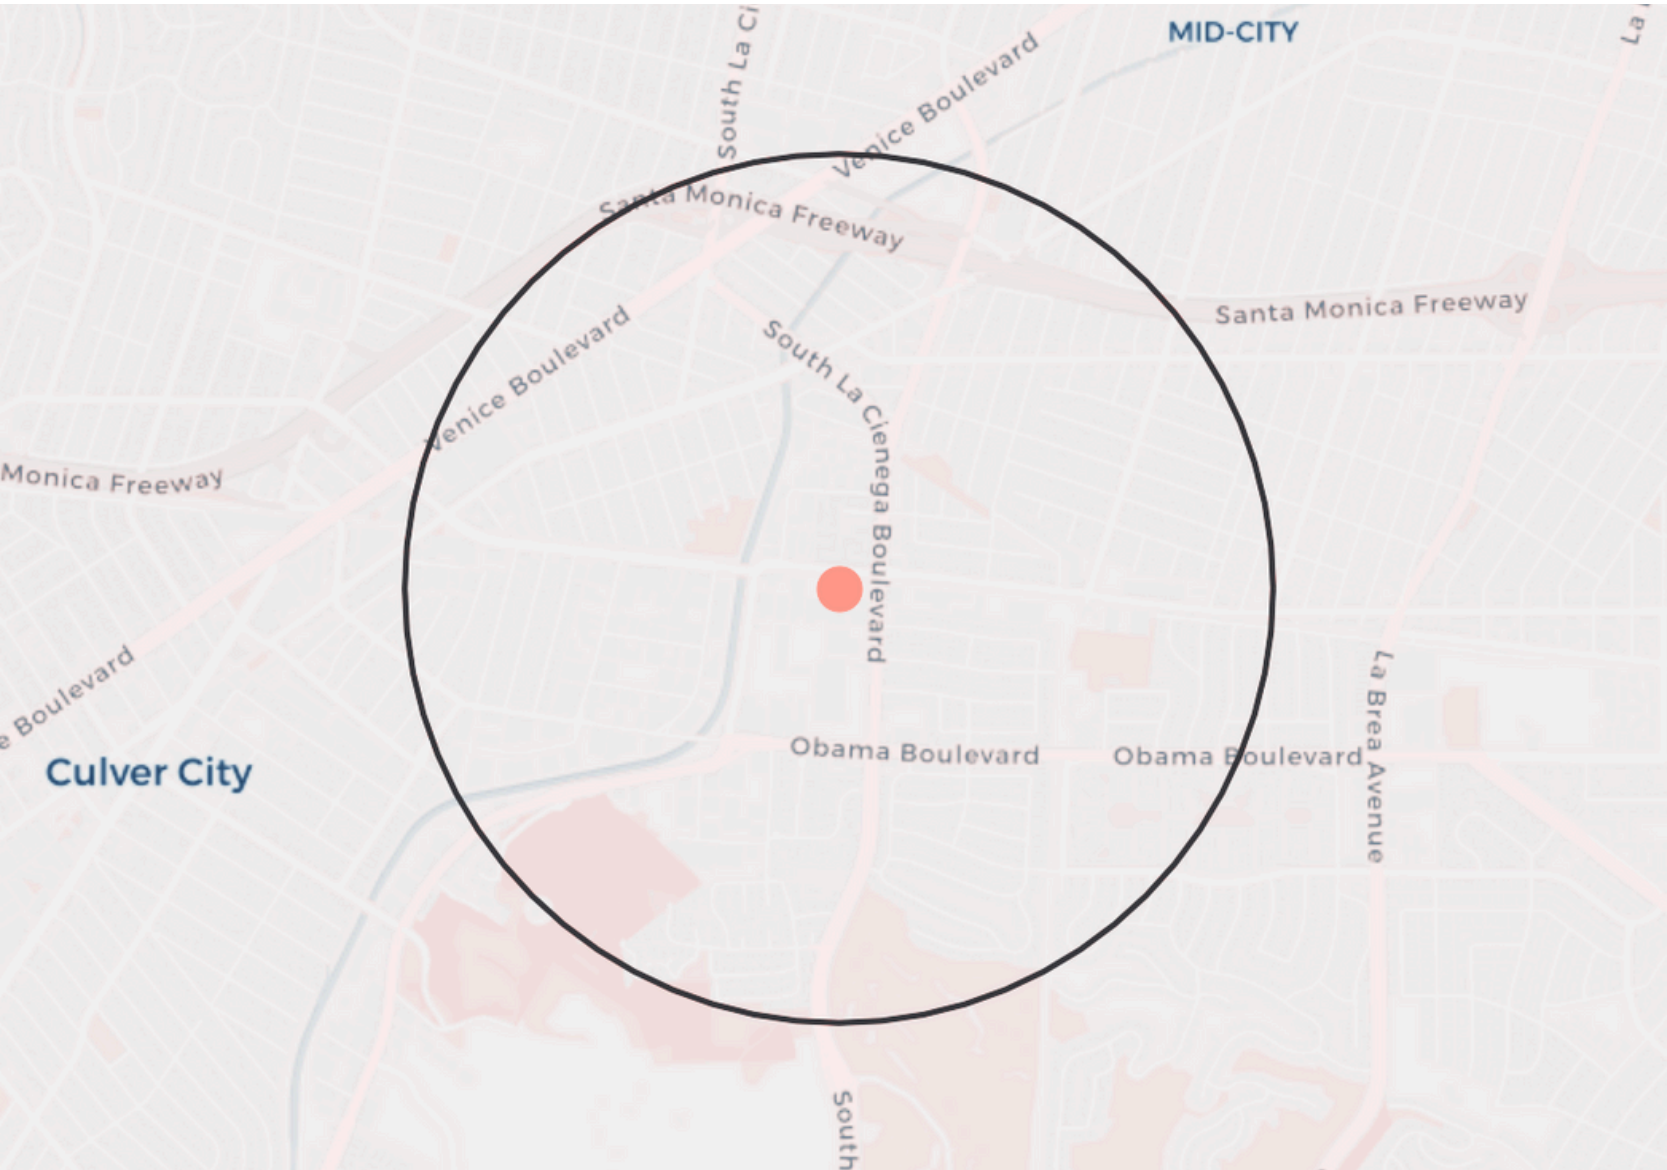 MID-CITY
La
South La Ci
Venice Boulevard
Santa Monica Freeway
Santa Monica Freeway
Venice Boulevard
South La Cienega Boulevard
Monica Freeway
e Boulevard
La Brea Avenue
Obama Boulevard
Obama Boulevard
Culver City
South